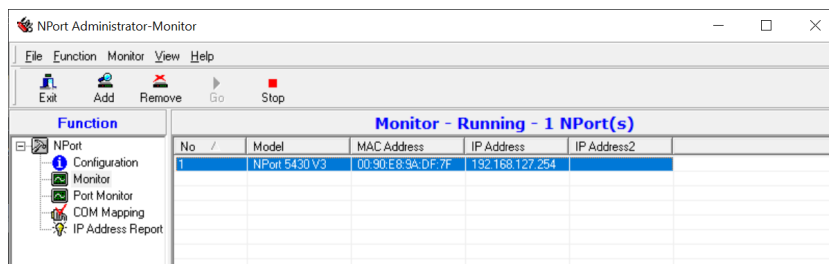 NPort Administrator-Monitor
File Function Monitor View Help
Exit Add Remove Go Stop
Function
Monitor - Running - 1 NPort(s)
NPort
Configuration
Monitor
Port Monitor
COM Mapping
IP Address Report
No / Model MAC Address IP Address IP Address2
1 NPort 5430 V3 00:90:E8:9A:DF:7F 192.168.127.254